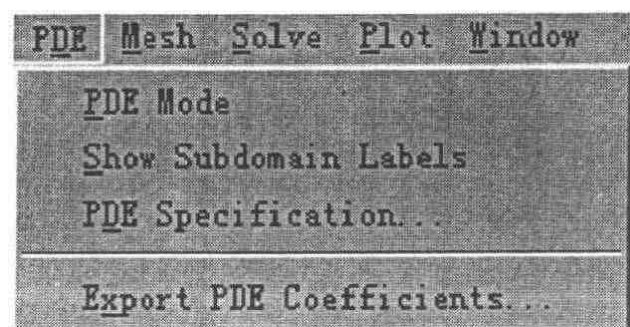 PDE Mesh Solve Plot Window
PDE Mode
Show Subdomain Labels
PDE Specification...
Export PDE Coefficients...